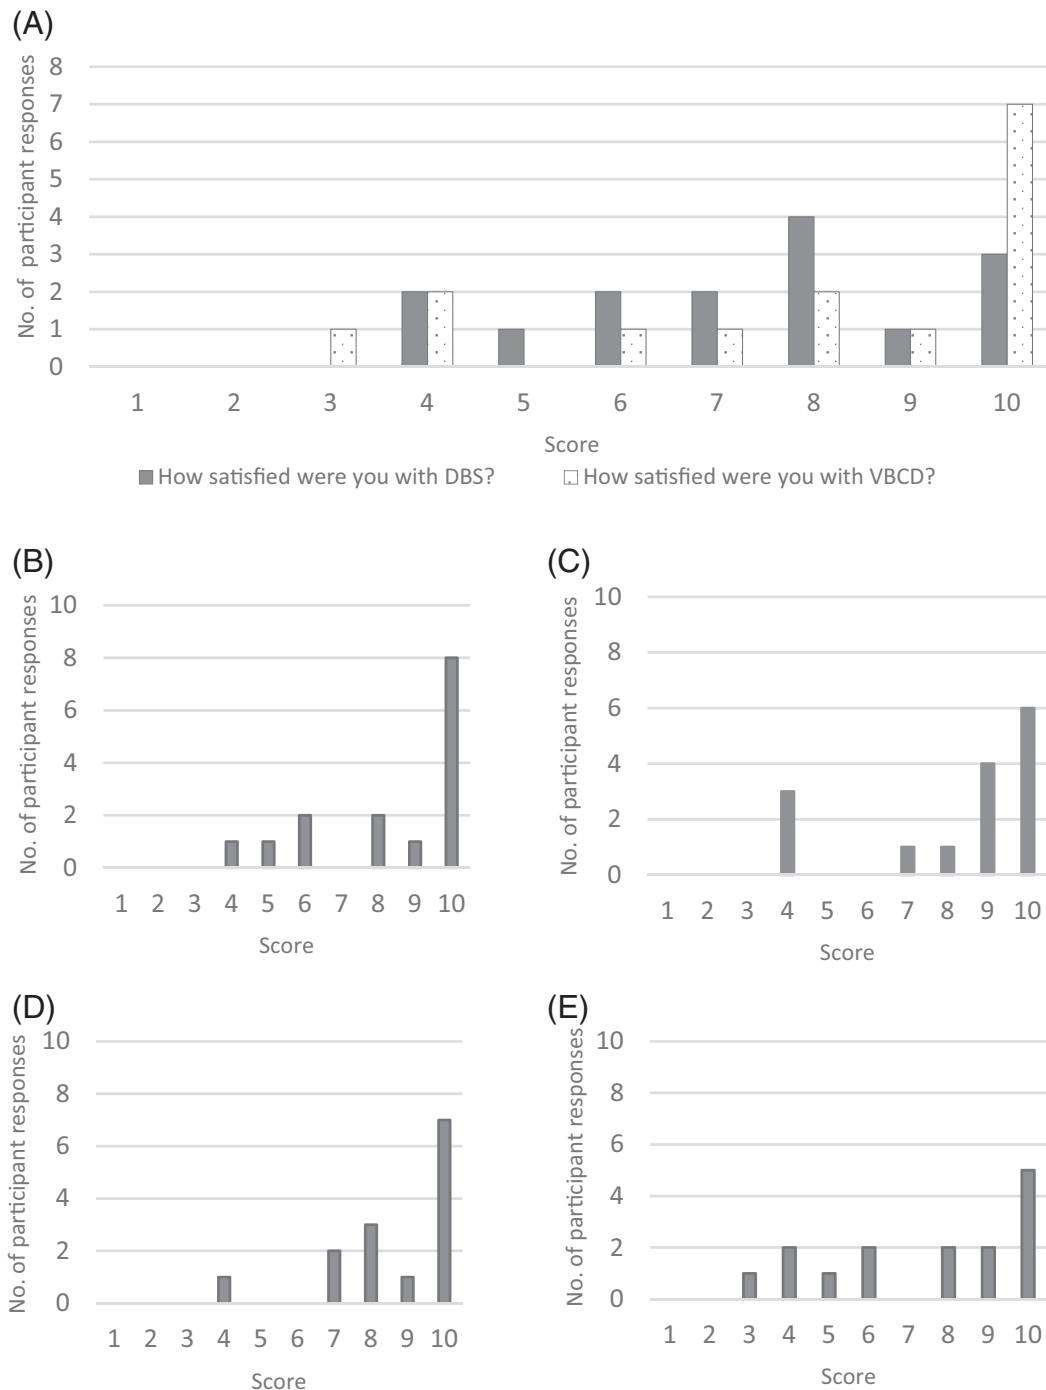 (A)
No. of participant responses
8
7
6
5
4
3
2
1
0
1 2 3 4 5 6 7 8 9 10
Score
How satisfied were you with DBS? How satisfied were you with VBCD?
(B)
No. of participant responses
10
8
6
4
2
0
1 2 3 4 5 6 7 8 9 10
Score
(C)
No. of participant responses
10
8
6
4
2
0
1 2 3 4 5 6 7 8 9 10
Score
(D)
No. of participant responses
10
8
6
4
2
0
1 2 3 4 5 6 7 8 9 10
Score
(E)
No. of participant responses
10
8
6
4
2
0
1 2 3 4 5 6 7 8 9 10
Score